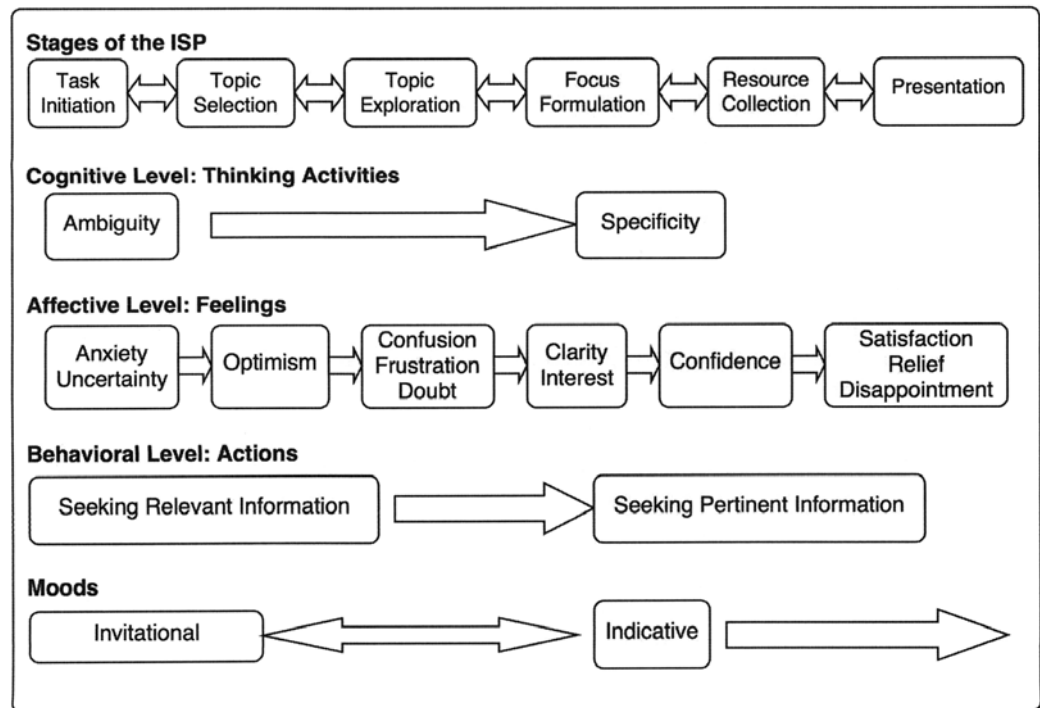 Stages of the ISP
Task
Initiation
Topic
Selection
Topic
Exploration
Focus
Formulation
Resource
Collection
Presentation
Cognitive Level: Thinking Activities
Ambiguity
Specificity
Affective Level: Feelings
Anxiety
Uncertainty
Optimism
Confusion
Frustration
Doubt
Clarity
Interest
Confidence
Satisfaction
Relief
Disappointment
Behavioral Level: Actions
Seeking Relevant Information
Seeking Pertinent Information
Moods
Invitational
Indicative